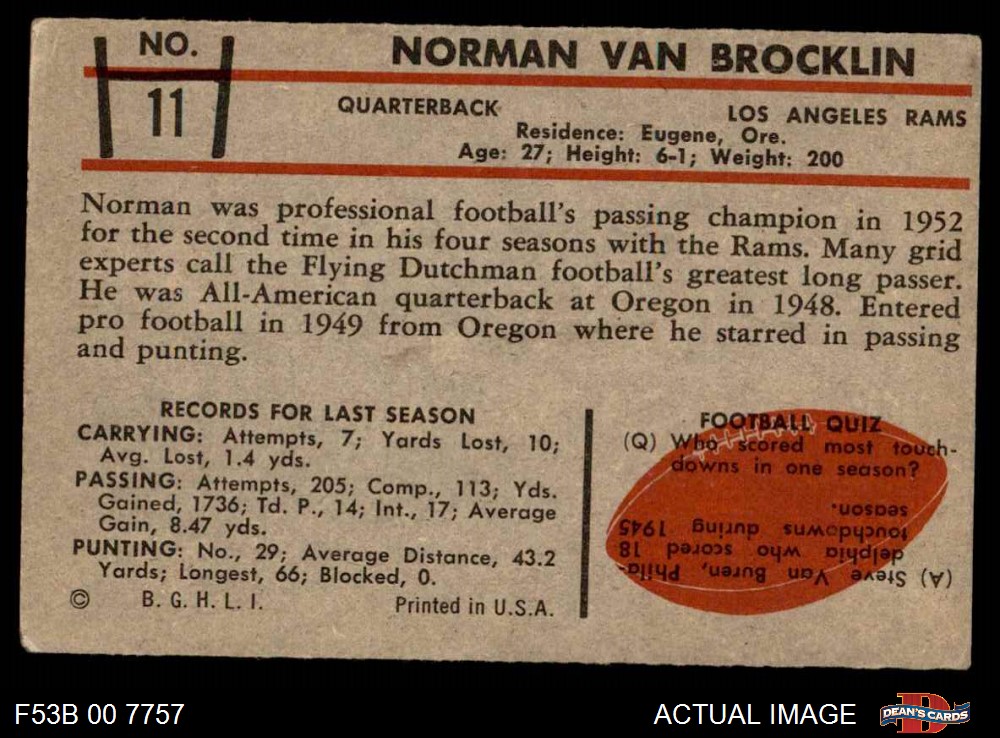 NO.
11
NORMAN VAN BROCKLIN
QUARTERBACK
LOS ANGELES RAMS
Residence: Eugene, Ore.
Age: 27; Height: 6-1; Weight: 200
Norman was professional football's passing champion in 1952
for the second time in his four seasons with the Rams. Many grid
experts call the Flying Dutchman football's greatest long passer.
He was All-American quarterback at Oregon in 1948. Entered
pro football in 1949 from Oregon where he starred in passing
and punting.
RECORDS FOR LAST SEASON
CARRYING: Attempts, 7; Yards Lost, 10;
Avg. Lost, 1.4 yds.
PASSING: Attempts, 205; Comp., 113; Yds.
Gained, 1736; Td. P., 14; Int., 17; Average
Gain, 8.47 yds.
PUNTING: No., 29; Average Distance, 43.2
Yards; Longest, 66; Blocked, 0.
© B. G. H. L. I. Printed in U.S.A.
FOOTBALL QUIZ
(Q) Who scored most touch-
downs in one season?
(A) Steve Van Buren, Phila-
delphia who scored 18
touchdowns during 1945
season.
F53B 00 7757
ACTUAL IMAGE
D
DEAN'S CARDS